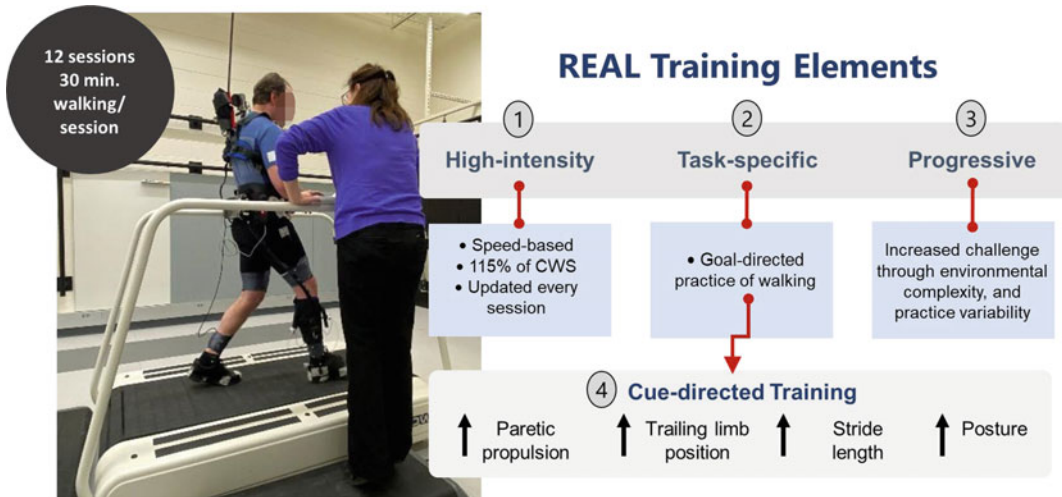 12 sessions
30 min.
walking/
session
REAL Training Elements
1
2
3
High-intensity
Task-specific
Progressive
• Speed-based
• 115% of CWS
• Updated every
session
• Goal-directed
practice of walking
Increased challenge
through environmental
complexity, and
practice variability
4
Cue-directed Training
Paretic
propulsion
Trailing limb
position
Stride
length
Posture